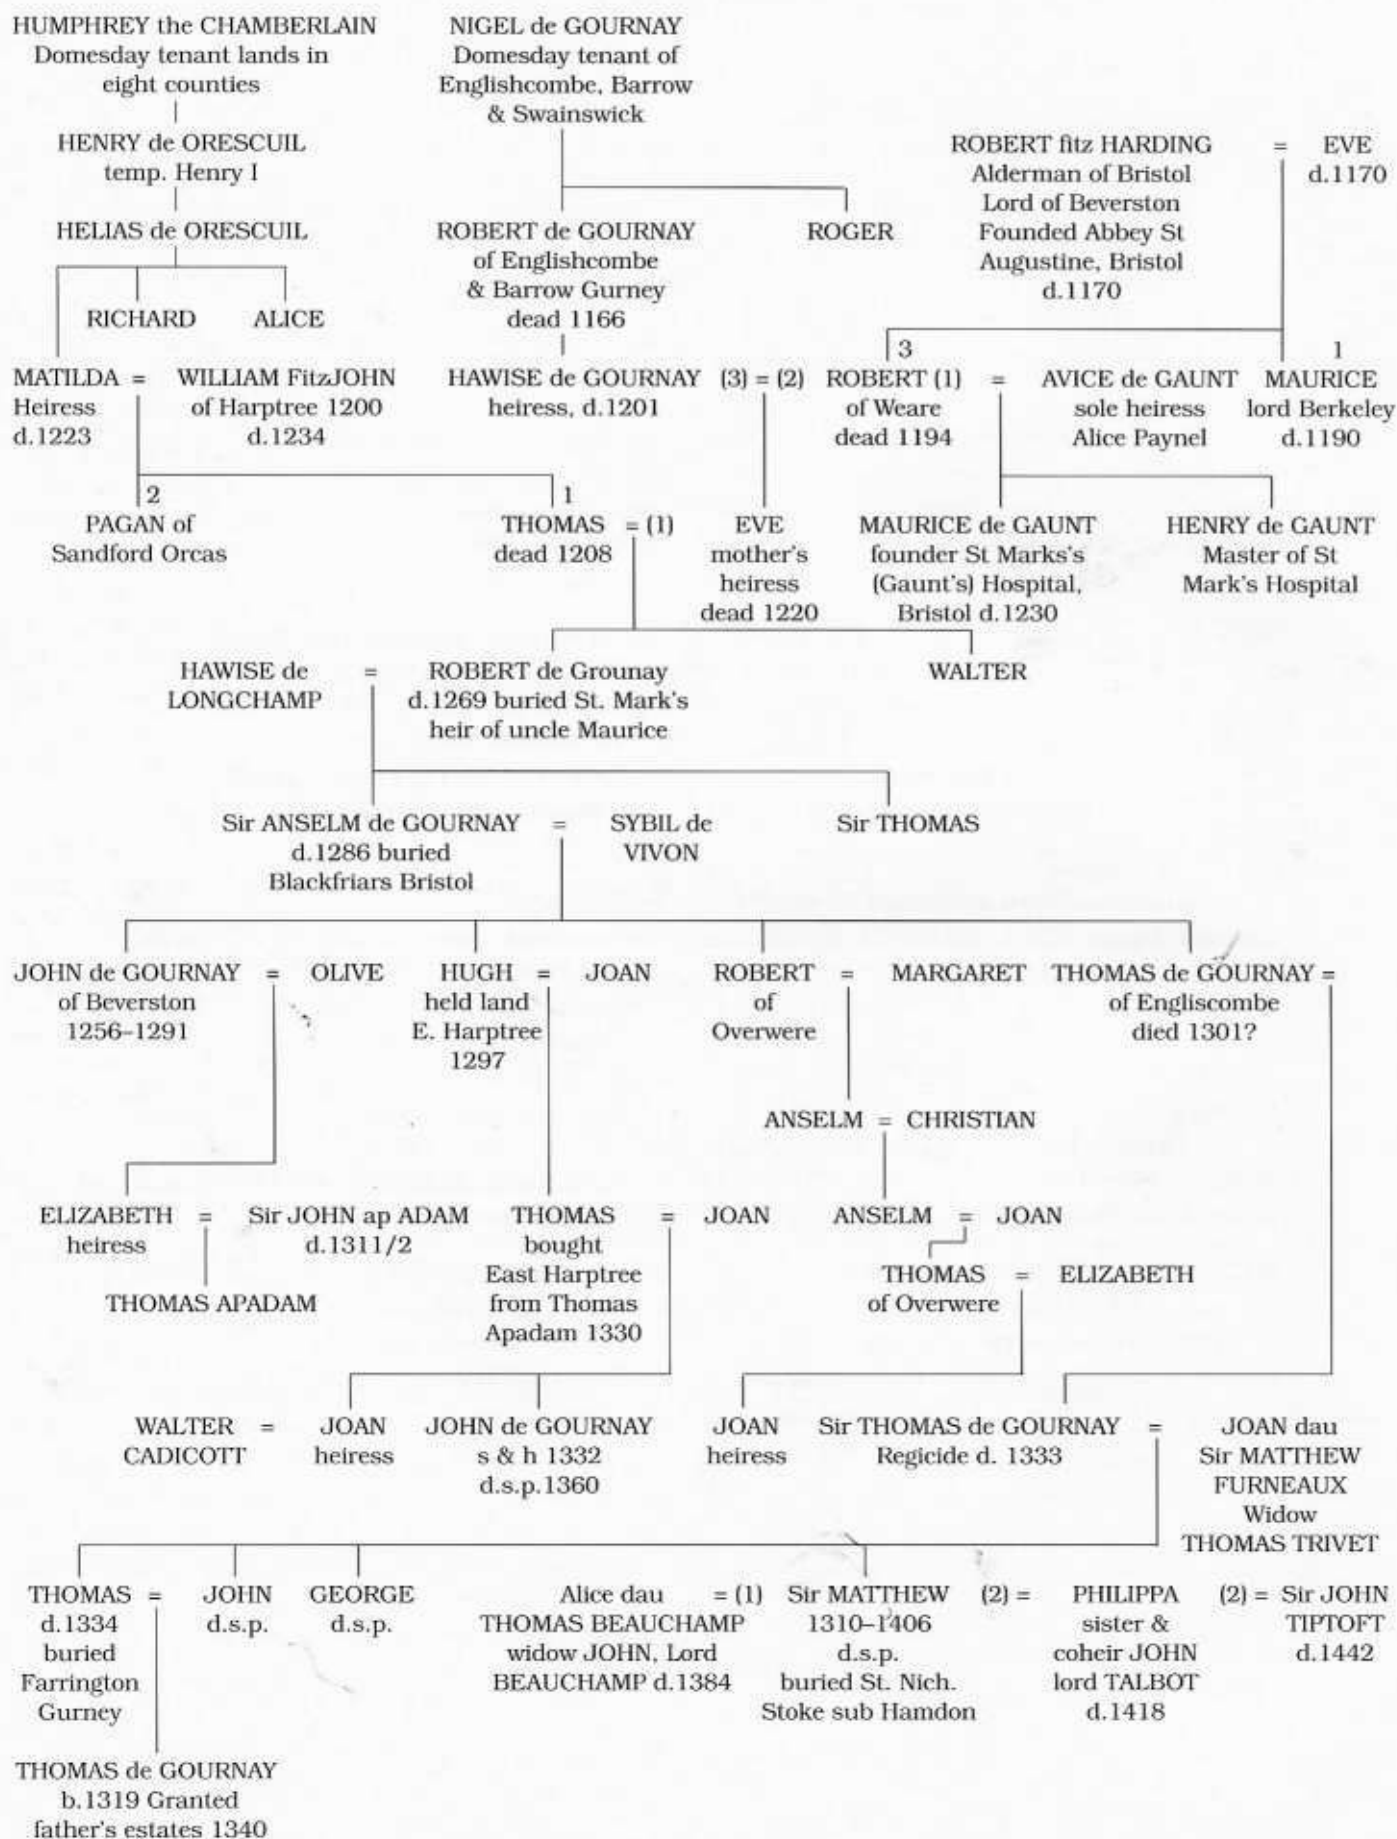 HUMPHREY the CHAMBERLAIN
Domesday tenant lands in
eight counties
NIGEL de GOURNAY
Domesday tenant of
Englishcombe, Barrow
& Swainswick
HENRY de ORESCUIL
temp. Henry I
ROBERT fitz HARDING = EVE
Alderman of Bristol
Lord of Beverston
Founded Abbey St
Augustine, Bristol
d.1170
d.1170
HELIAS de ORESCUIL
ROBERT de GOURNAY
of Englishcombe
& Barrow Gurney
dead 1166
ROGER
RICHARD ALICE
3
1
MATILDA =
Heiress
d.1223
WILLIAM FitzJOHN
of Harptree 1200
d.1234
HAWISE de GOURNAY (3) = (2)
heiress, d.1201
ROBERT (1) =
of Weare
dead 1194
AVICE de GAUNT
sole heiress
Alice Paynel
MAURICE
lord Berkeley
d.1190
2
1
PAGAN of
Sandford Orcas
THOMAS = (1)
dead 1208
EVE
mother's
heiress
dead 1220
MAURICE de GAUNT
founder St Marks's
(Gaunt's) Hospital,
Bristol d.1230
HENRY de GAUNT
Master of St
Mark's Hospital
HAWISE de =
LONGCHAMP
ROBERT de Grounay
d.1269 buried St. Mark's
heir of uncle Maurice
WALTER
Sir ANSELM de GOURNAY =
d.1286 buried
Blackfriars Bristol
SYBIL de
VIVON
Sir THOMAS
JOHN de GOURNAY = OLIVE
of Beverston
1256–1291
HUGH = JOAN
held land
E. Harptree
1297
ROBERT = MARGARET
of
Overwere
THOMAS de GOURNAY =
of Engliscombe
died 1301?
ANSELM = CHRISTIAN
ELIZABETH =
heiress
Sir JOHN ap ADAM
d.1311/2
THOMAS = JOAN
bought
East Harptree
from Thomas
Apadam 1330
ANSELM = JOAN
THOMAS APADAM
THOMAS = ELIZABETH
of Overwere
WALTER =
CADICOTT
JOAN
heiress
JOHN de GOURNAY
s & h 1332
d.s.p.1360
JOAN
heiress
Sir THOMAS de GOURNAY =
Regicide d. 1333
JOAN dau
Sir MATTHEW
FURNEAUX
Widow
THOMAS TRIVET
THOMAS =
d.1334
buried
Farrington
Gurney
JOHN
d.s.p.
GEORGE
d.s.p.
Alice dau = (1)
THOMAS BEAUCHAMP
widow JOHN, Lord
BEAUCHAMP d.1384
Sir MATTHEW (2) =
1310–1406
d.s.p.
buried St. Nich.
Stoke sub Hamdon
PHILIPPA (2) =
sister &
coheir JOHN
lord TALBOT
d.1418
Sir JOHN
TIPTOFT
d.1442
THOMAS de GOURNAY
b.1319 Granted
father's estates 1340